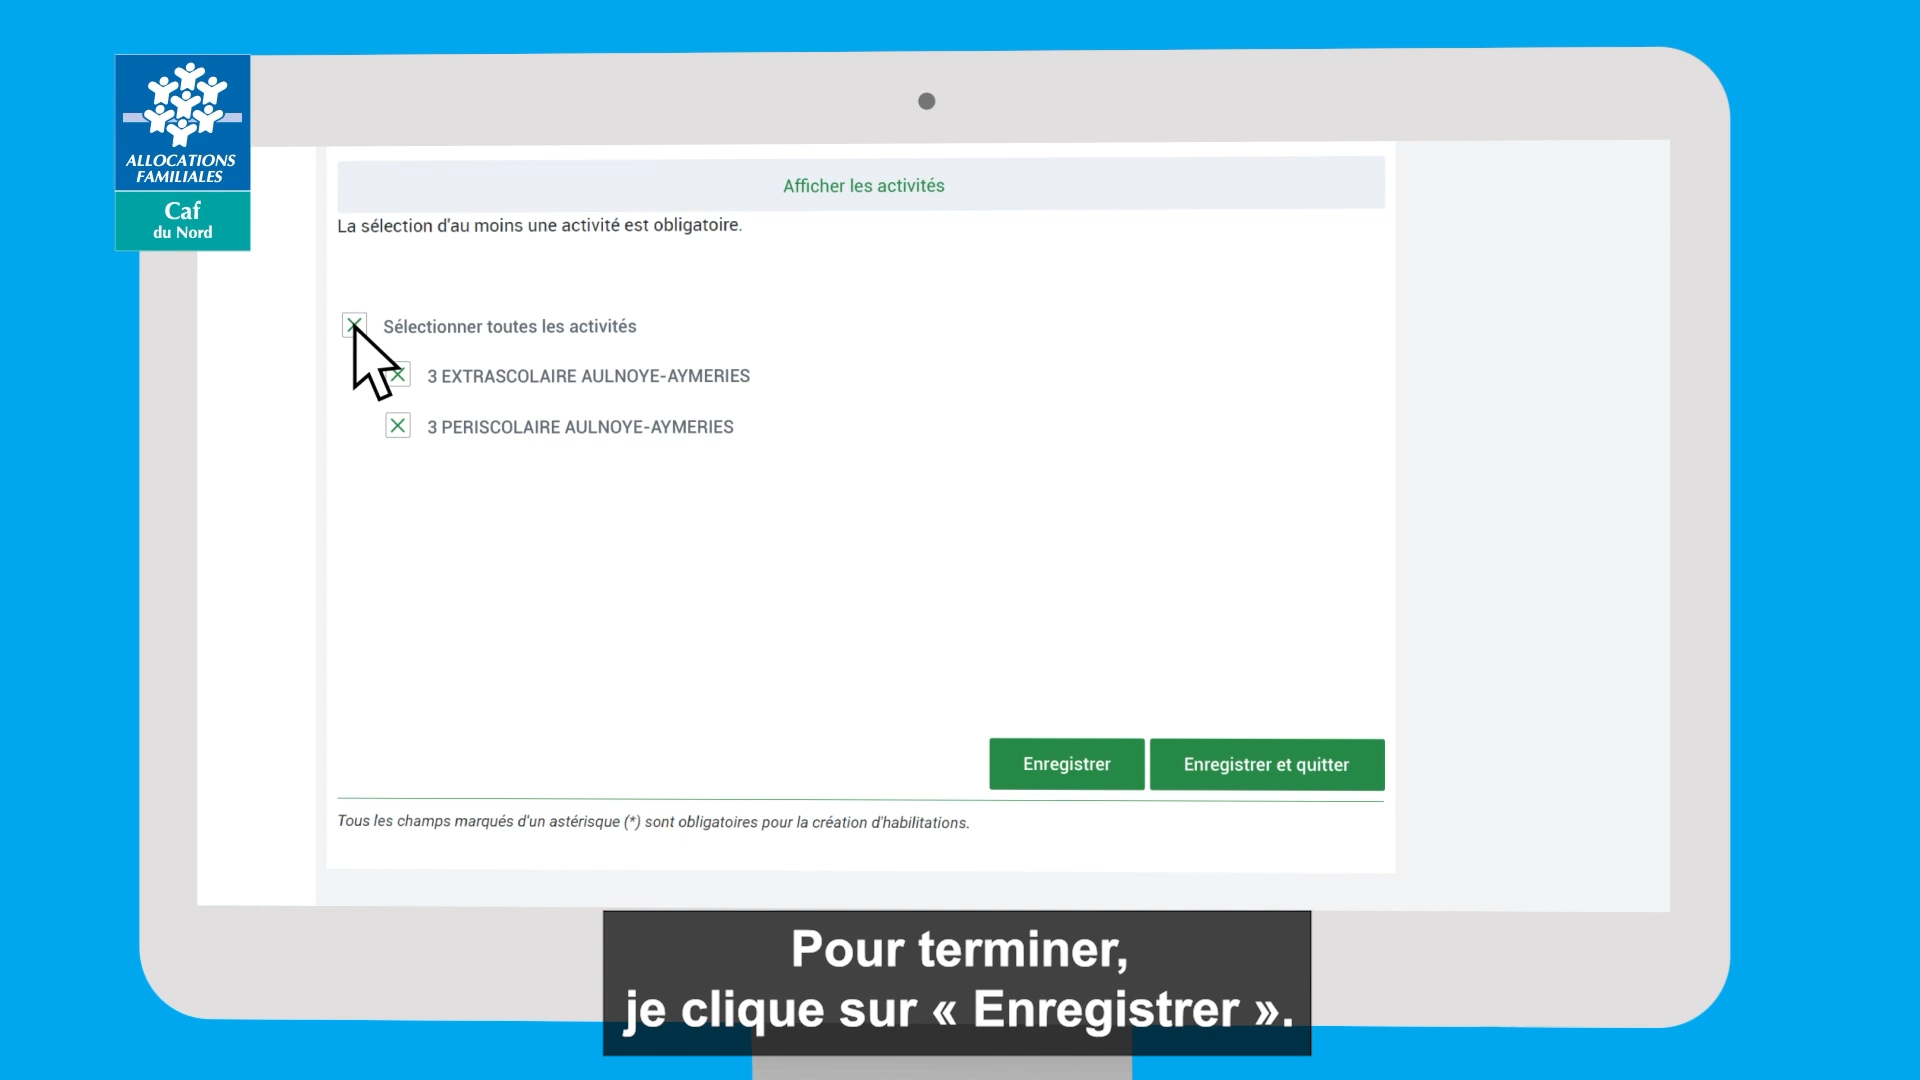 ALLOCATIONS
FAMILIALES
Caf
du Nord
Afficher les activités
La sélection d'au moins une activité est obligatoire.
Sélectionner toutes les activités
3 EXTRASCOLAIRE AULNOYE-AYMERIES
3 PERISCOLAIRE AULNOYE-AYMERIES
Enregistrer
Enregistrer et quitter
Tous les champs marqués d'un astérisque (*) sont obligatoires pour la création d'habilitations.
Pour terminer,
je clique sur « Enregistrer ».